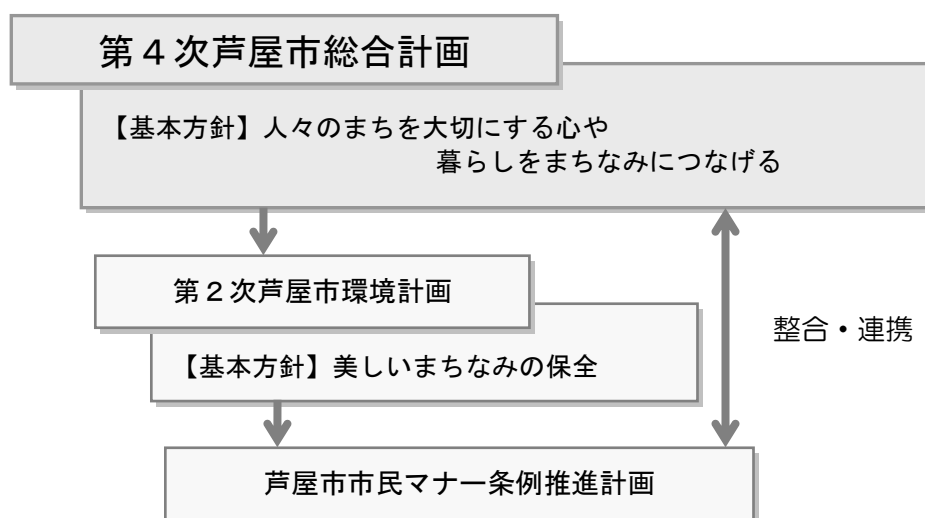 第４次芦屋市総合計画
【基本方針】人々のまちを大切にする心や
暮らしをまちなみにつなげる
第２次芦屋市環境計画
整合・連携
【基本方針】美しいまちなみの保全
芦屋市市民マナー条例推進計画